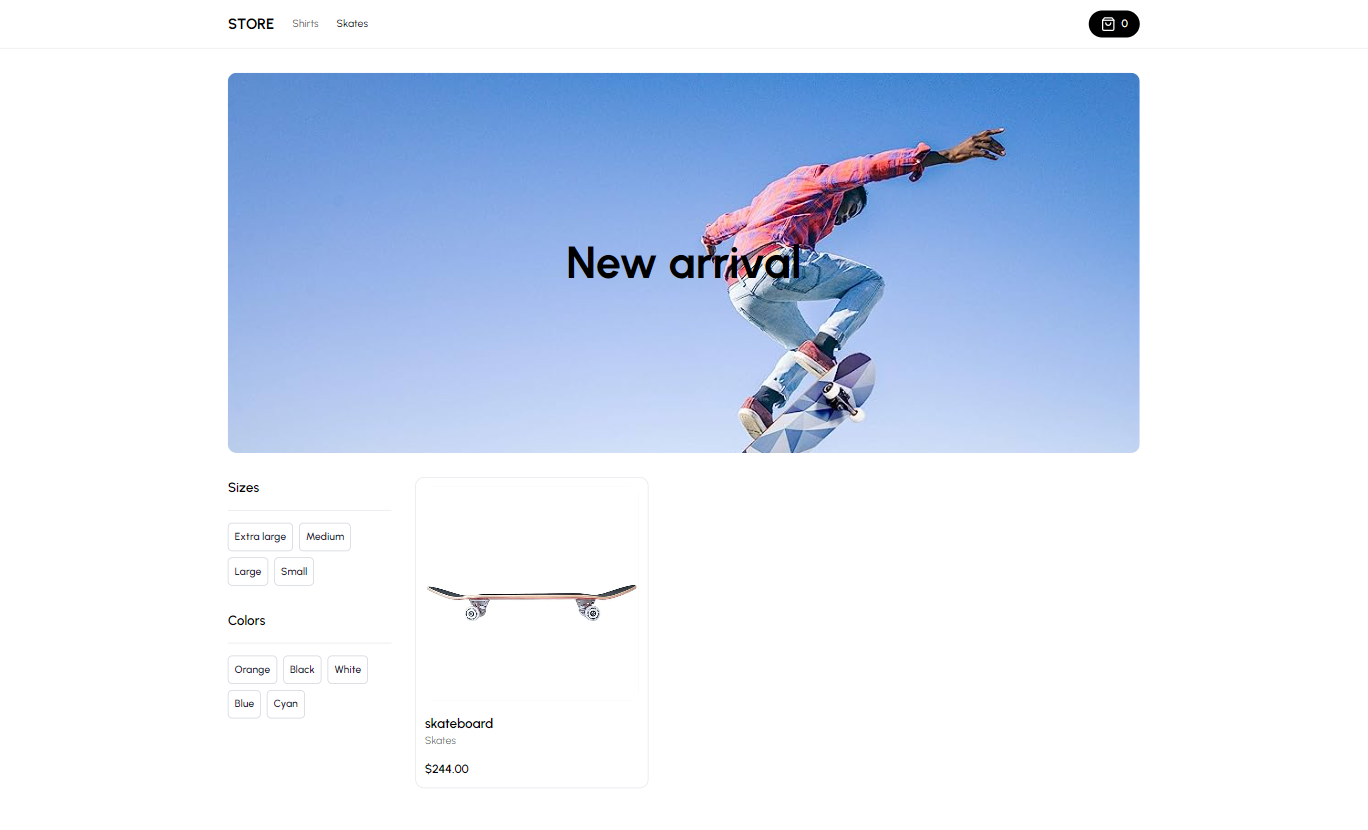 STORE Shirts Skates 0
New arrival
Sizes
Extra large Medium
Large Small
Colors
Orange Black White
Blue Cyan
skateboard
Skates
$244.00